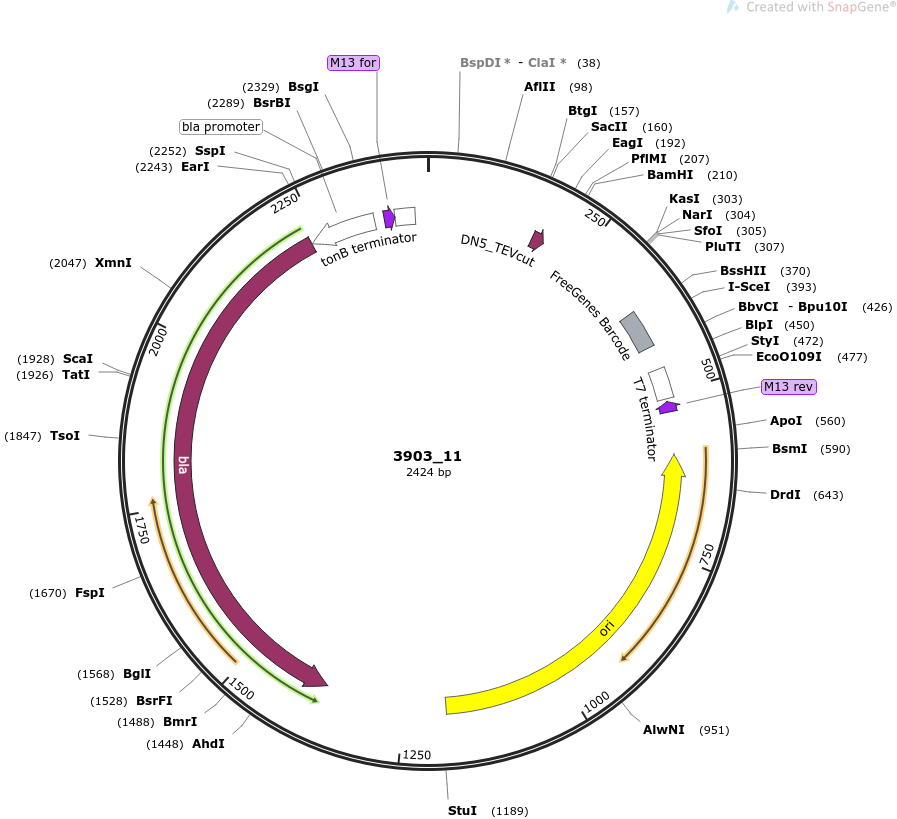 Created with SnapGene®
M13 for
BspDI * - ClaI * (38)
(2329) BsgI
AflII (98)
(2289) BsrBI
BtgI (157)
bla promoter
SacII (160)
EagI (192)
(2252) SspI
PflMI (207)
(2243) EarI
BamHI (210)
KasI (303)
NarI (304)
SfoI (305)
PluTI (307)
2250
250
tonB terminator
DN5_TEVcut
(2047) XmnI
BssHII (370)
I-SceI (393)
FreeGenes Barcode
BbvCI - Bpu10I (426)
BlpI (450)
2000
StyI (472)
(1928) ScaI
EcoO109I (477)
(1926) TatI
500
M13 rev
T7 terminator
ApoI (560)
(1847) TsoI
BsmI (590)
3903_11
2424 bp
bla
DrdI (643)
1750
750
(1670) FspI
ori
(1568) BglI
1500
(1528) BsrFI
1000
(1488) BmrI
AlwNI (951)
(1448) AhdI
1250
StuI (1189)